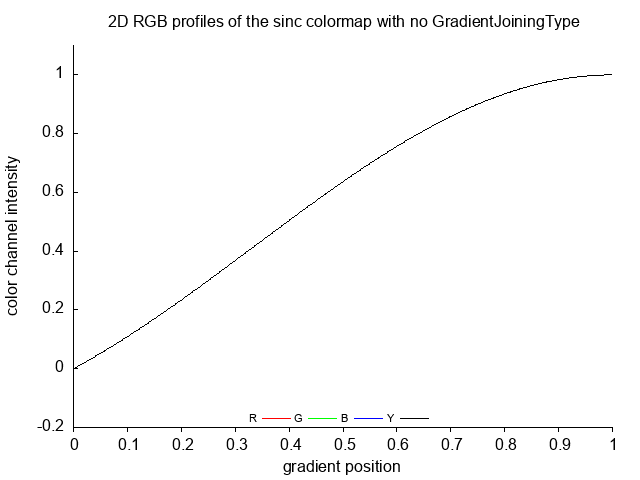 2D RGB profiles of the sinc colormap with no GradientJoiningType
1
0.8
0.6
0.4
0.2
0
-0.2
color channel intensity
R G B Y
0 0.1 0.2 0.3 0.4 0.5 0.6 0.7 0.8 0.9 1
gradient position